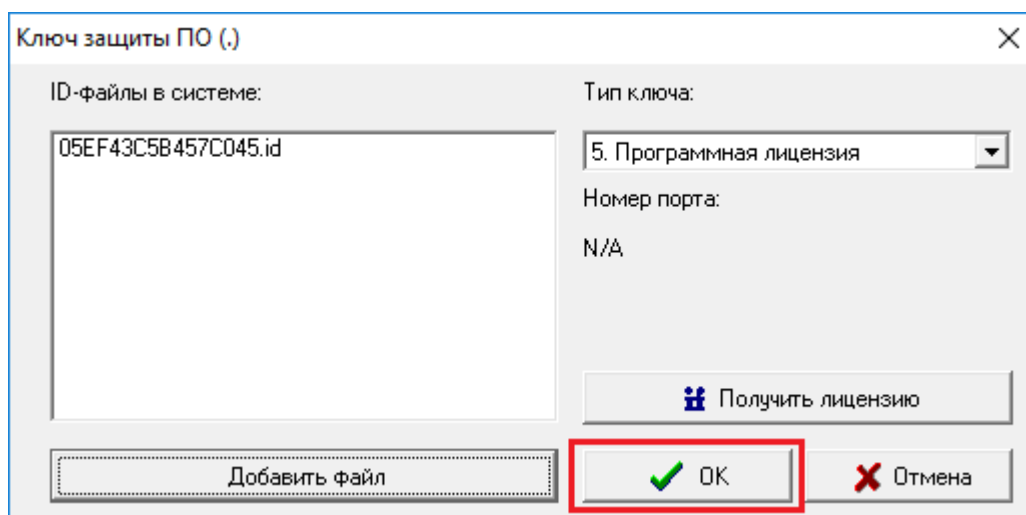 Ключ защиты ПО (.)
ID-файлы в системе:
05EF43C5B457C045.id
Тип ключа:
5. Программная лицензия
Номер порта:
N/A
Получить лицензию
Добавить файл
OK
Отмена